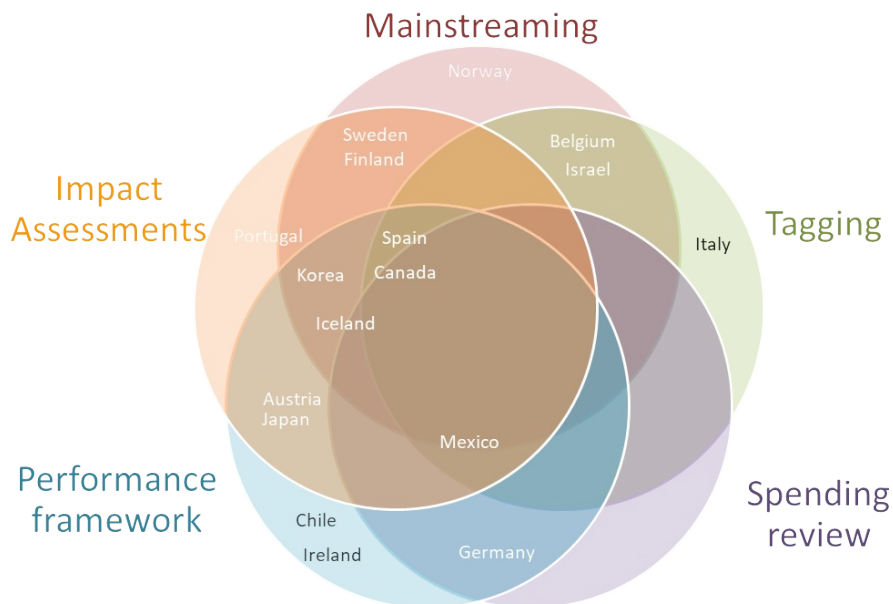 Mainstreaming
Norway
Sweden
Finland
Belgium
Israel
Impact
Assessments
Tagging
Portugal
Spain
Italy
Korea
Canada
Iceland
Austria
Japan
Mexico
Performance
framework
Spending
review
Chile
Ireland
Germany